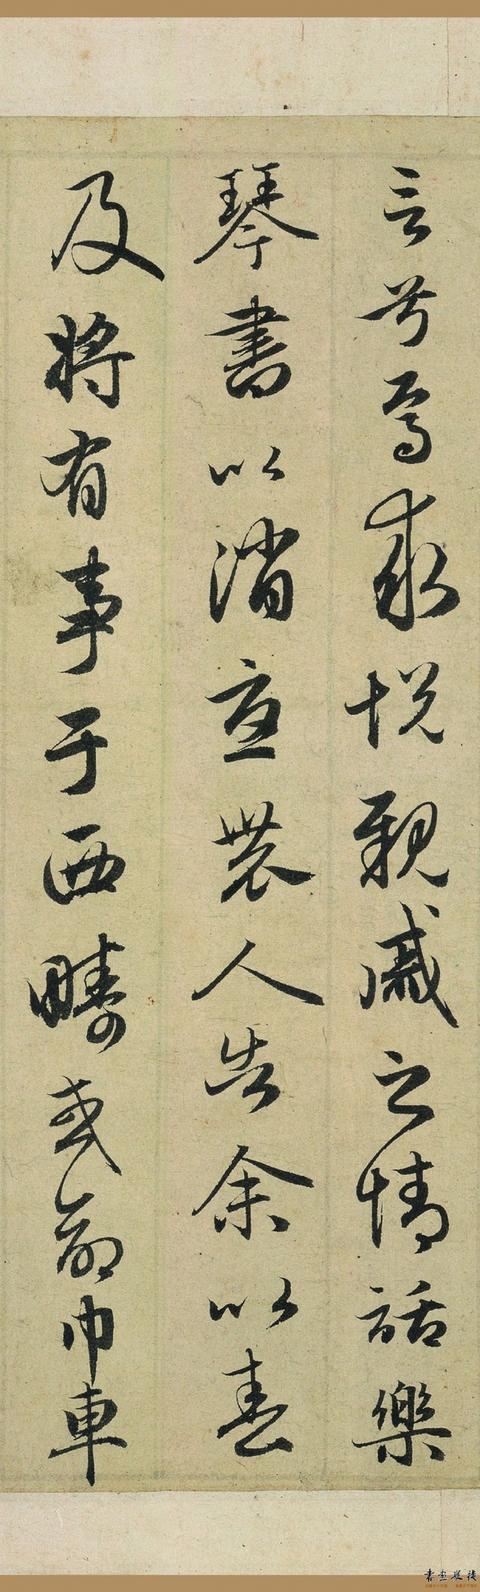 言兮焉求悦親戚之情話樂
琴書以消憂農人告余以春
及將有事于西疇或命巾車